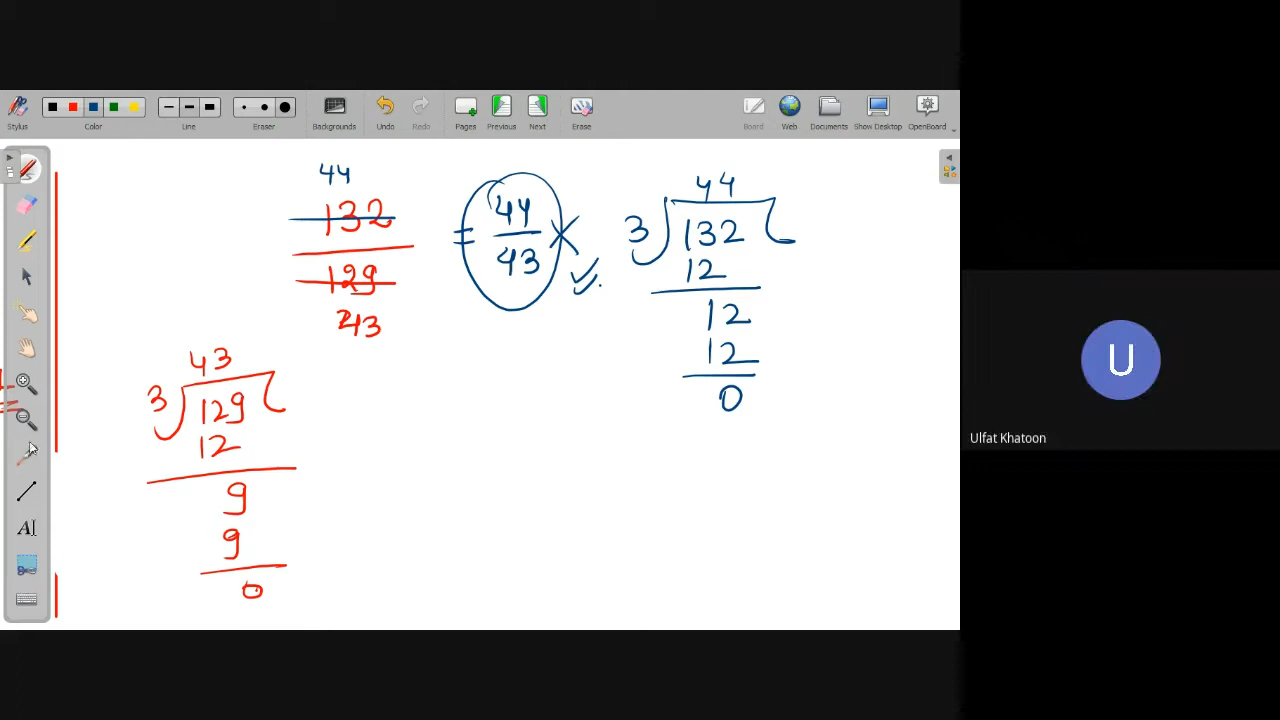 Stylus
Color
Line
Eraser
Backgrounds
Undo
Redo
Pages
Previous
Next
Erase
Board
Web
Documents
Show Desktop
OpenBoard
44
132
129
43
= 44
43
×
44
3 132
12
12
12
0
43
3 129
12
9
9
0
U
Ulfat Khatoon